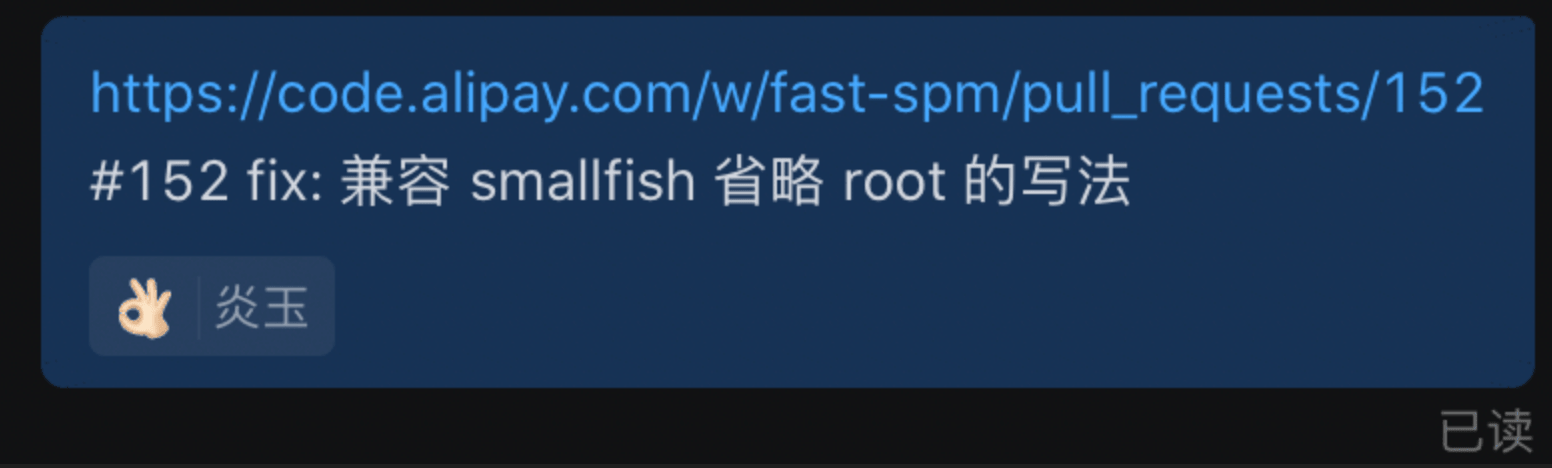 https://code.alipay.com/w/fast-spm/pull_requests/152
#152 fix: 兼容 smallfish 省略 root 的写法
👌🏻 炎玉
已读